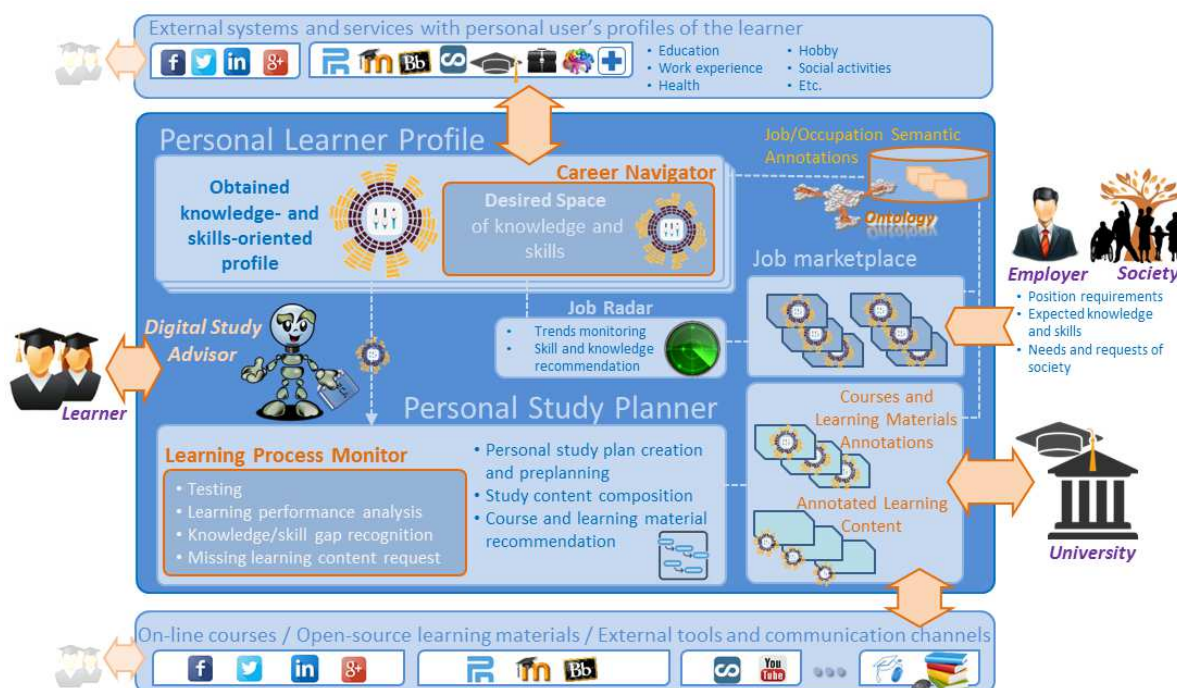 External systems and services with personal user's profiles of the learner
• Education
• Work experience
• Health
• Hobby
• Social activities
• Etc.
f
in
g+
m
Bb
Personal Learner Profile
Job/Occupation Semantic
Annotations
Career Navigator
Obtained
knowledge- and
skills-oriented
profile
Desired Space
of knowledge and
skills
Ontology
Job marketplace
Employer
Society
• Position requirements
• Expected knowledge
and skills
• Needs and requests of
society
Job Radar
• Trends monitoring
• Skill and knowledge
recommendation
Digital Study
Advisor
Learner
Personal Study Planner
Courses and
Learning Materials
Annotations
Learning Process Monitor
• Testing
• Learning performance analysis
• Knowledge/skill gap recognition
• Missing learning content request
• Personal study plan creation
and preplanning
• Study content composition
• Course and learning material
recommendation
Annotated Learning
Content
University
On-line courses / Open-source learning materials / External tools and communication channels
f
in
g+
m
Bb
You
Tube